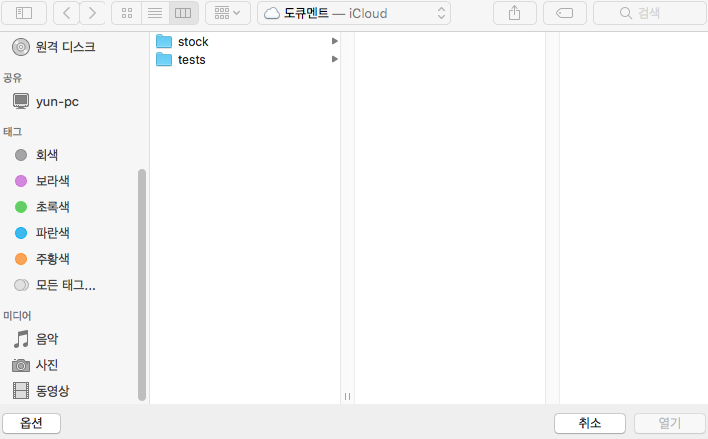 도큐멘트 — iCloud
검색
원격 디스크
공유
yun-pc
태그
회색
보라색
초록색
파란색
주황색
모든 태그...
미디어
음악
사진
동영상
stock
tests
옵션
취소
열기